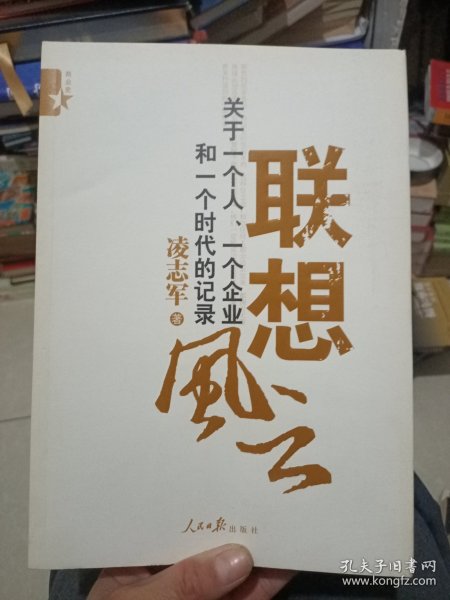 联想
风云
关于一个人、一个企业
和一个时代的记录
凌志军 著
人民日报出版社
孔夫子旧书网
www.kongfz.com